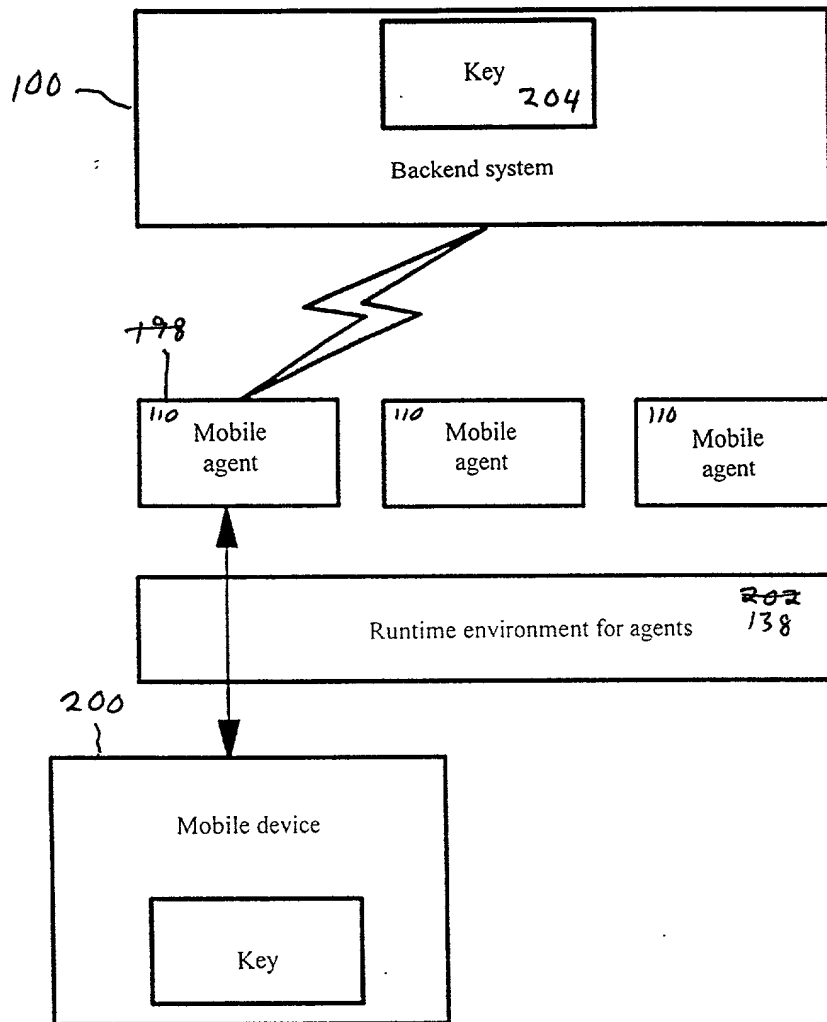 100
Key
204
Backend system
198
110
Mobile
agent
110
Mobile
agent
110
Mobile
agent
202
138
Runtime environment for agents
200
Mobile device
Key